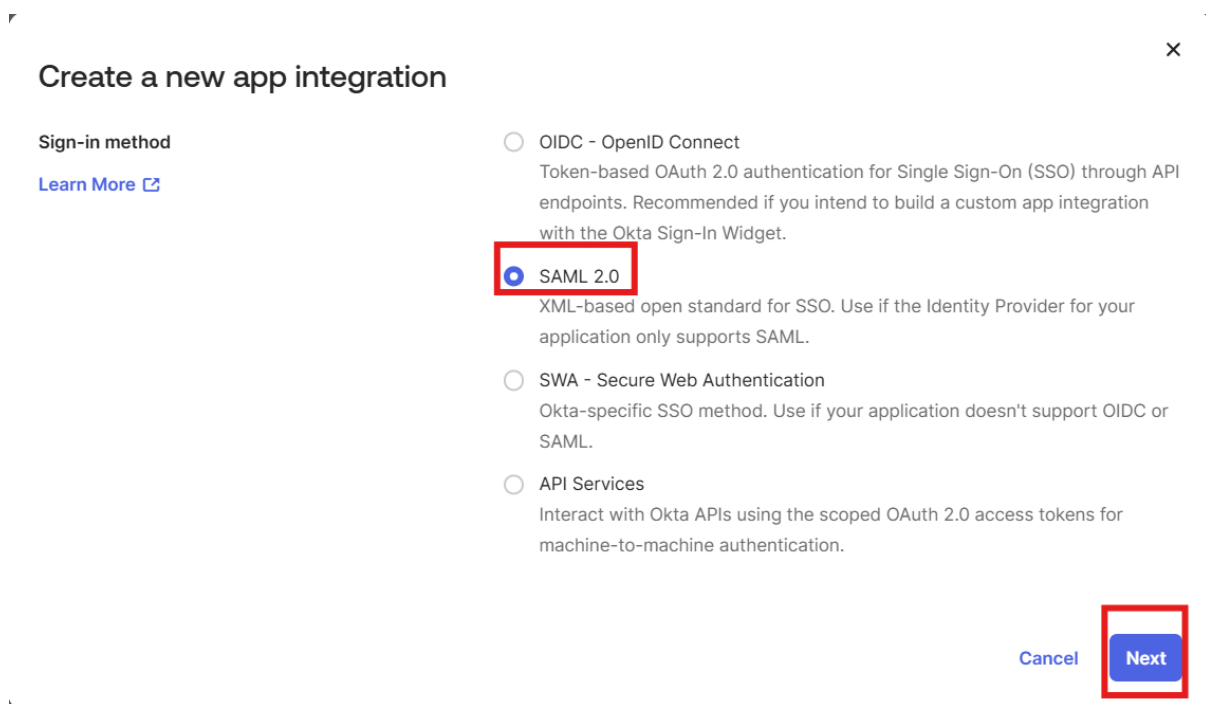 Create a new app integration
Sign-in method
Learn More
OIDC - OpenID Connect
Token-based OAuth 2.0 authentication for Single Sign-On (SSO) through API
endpoints. Recommended if you intend to build a custom app integration
with the Okta Sign-In Widget.
SAML 2.0
XML-based open standard for SSO. Use if the Identity Provider for your
application only supports SAML.
SWA - Secure Web Authentication
Okta-specific SSO method. Use if your application doesn't support OIDC or
SAML.
API Services
Interact with Okta APIs using the scoped OAuth 2.0 access tokens for
machine-to-machine authentication.
Cancel
Next